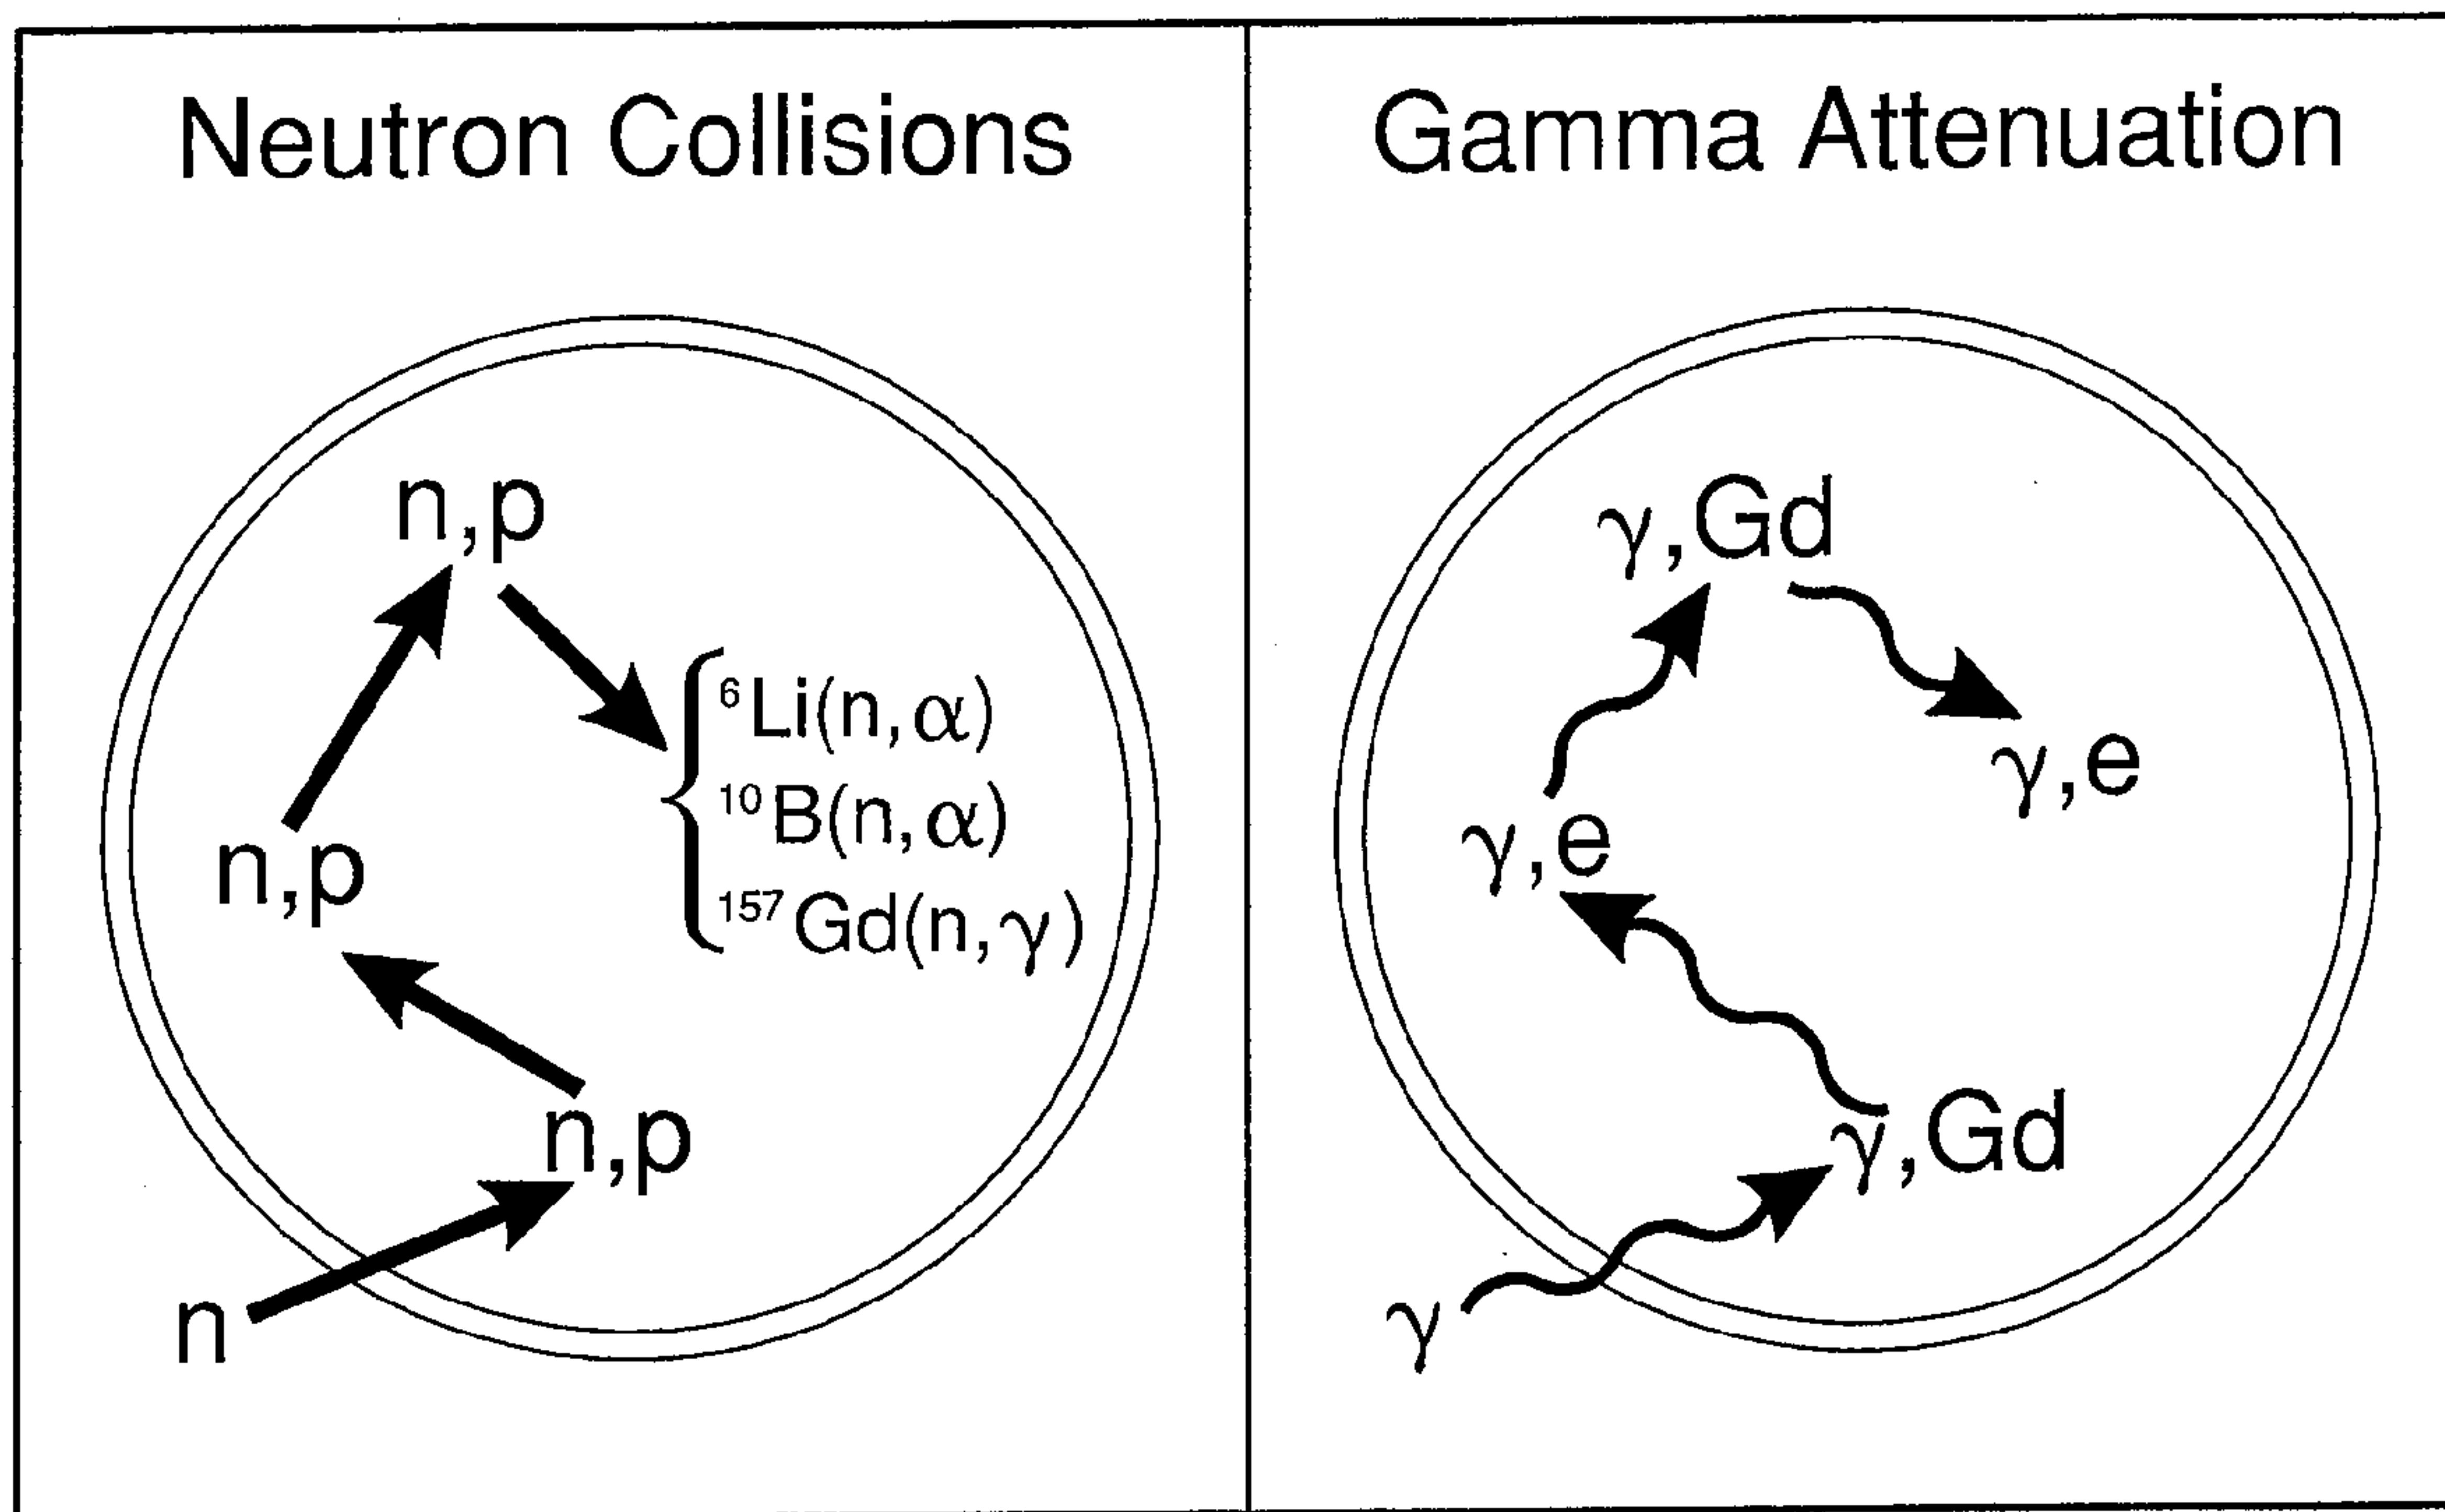 Neutron Collisions
n,p
⁶Li(n,α)
¹⁰B(n,α)
¹⁵⁷Gd(n,γ)
n,p
n,p
n
Gamma Attenuation
γ,Gd
γ,e
γ,e
γ,Gd
γ